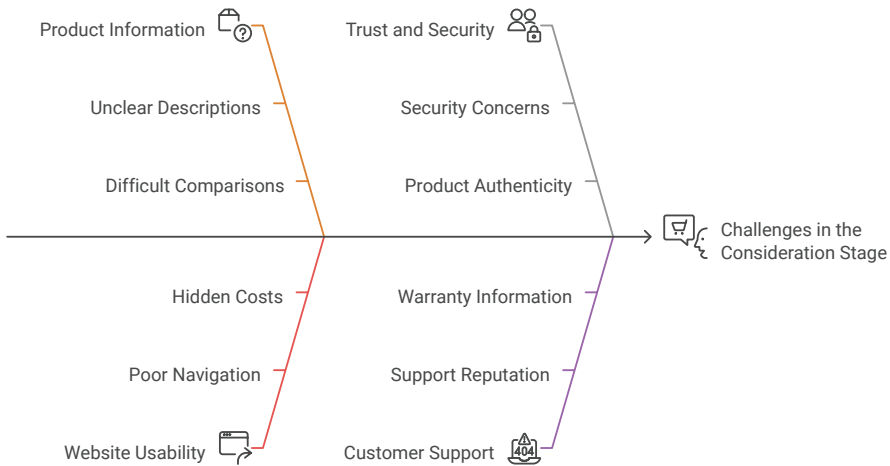 Product Information
Trust and Security
Unclear Descriptions
Security Concerns
Difficult Comparisons
Product Authenticity
Challenges in the
Consideration Stage
Hidden Costs
Warranty Information
Poor Navigation
Support Reputation
Website Usability
Customer Support
404